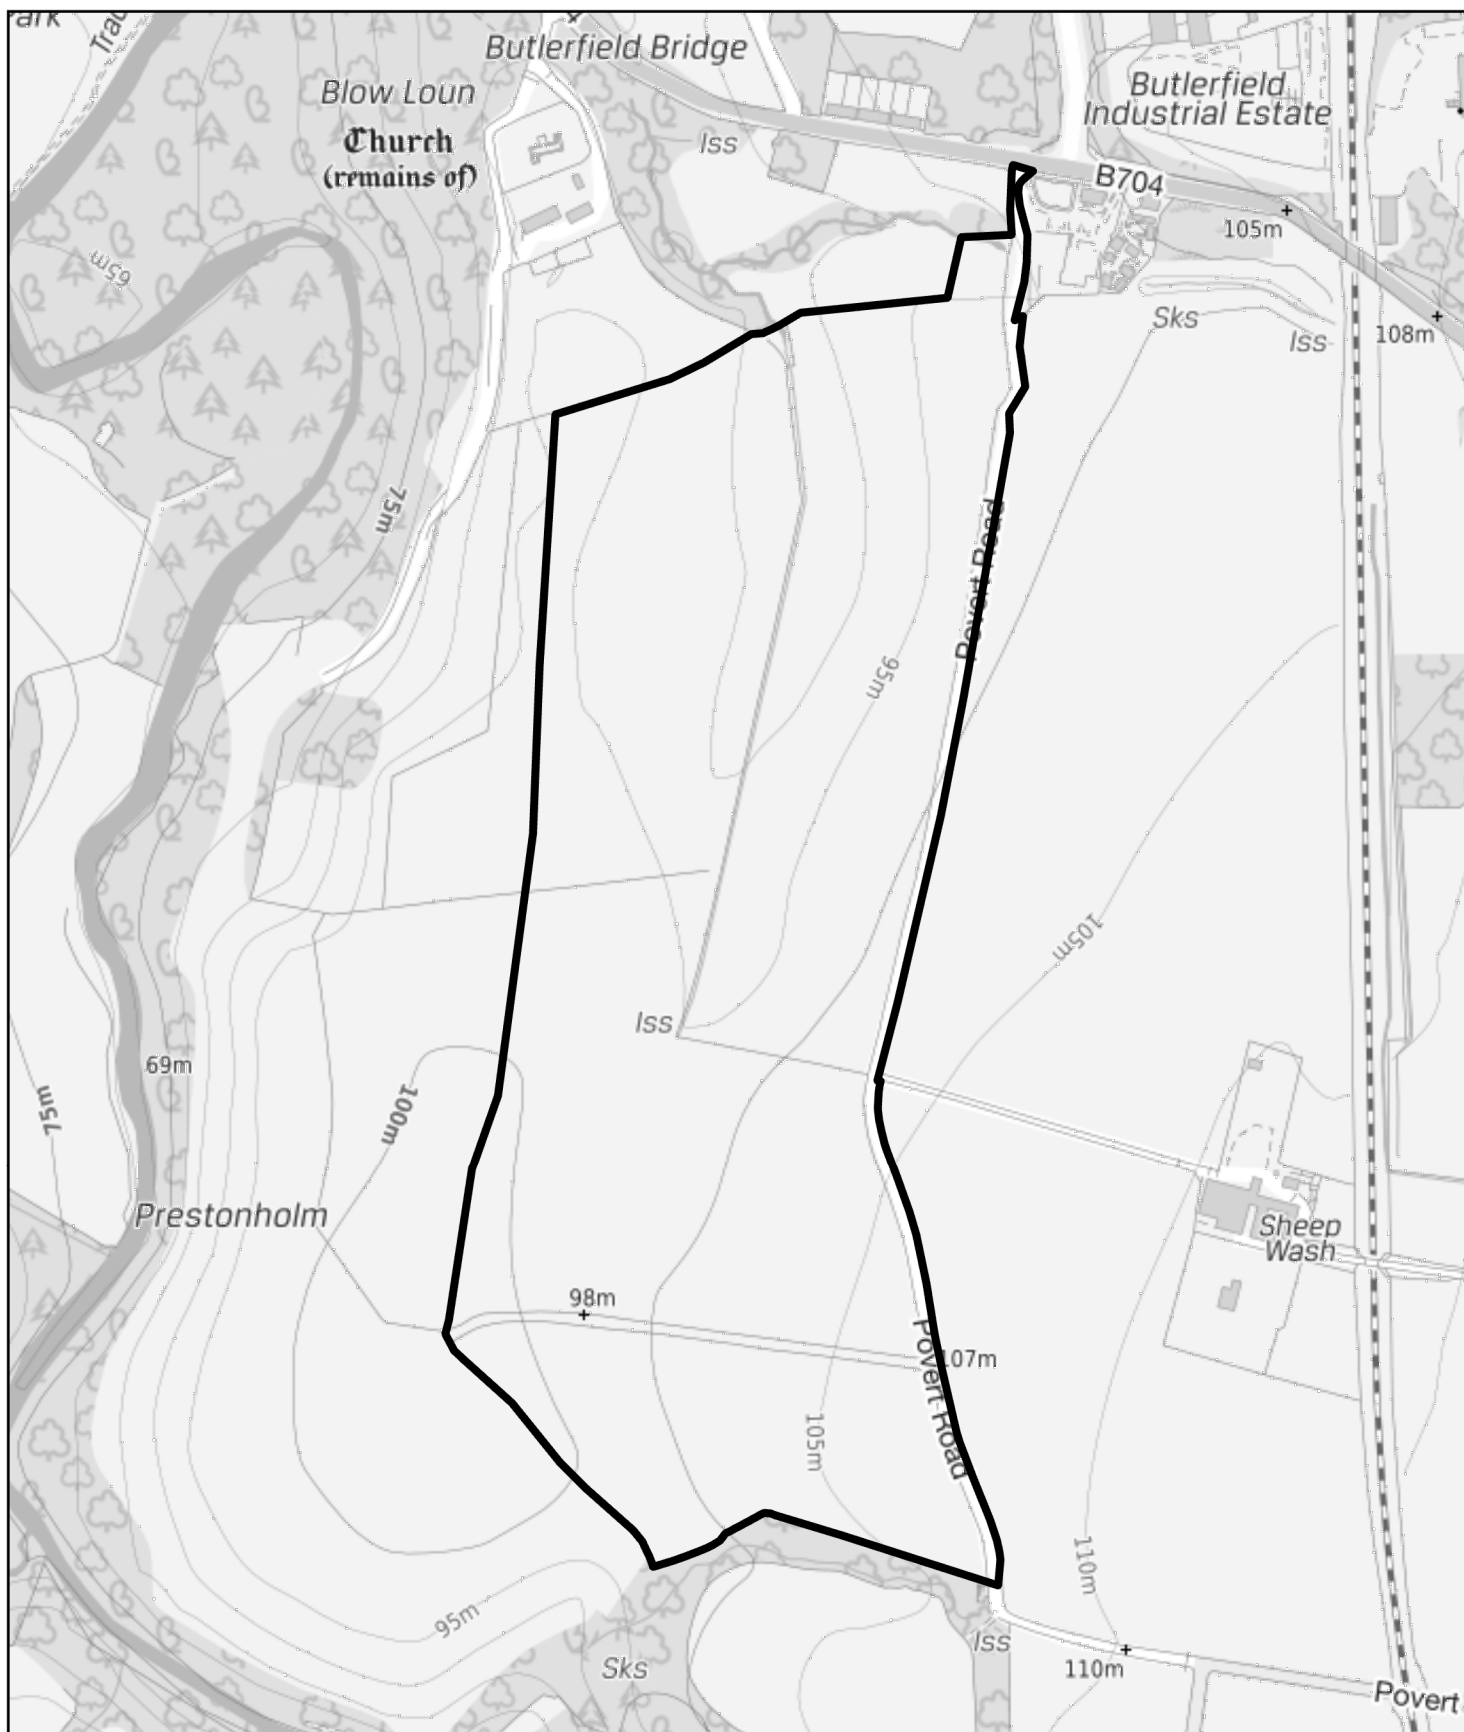 ark
Trac
Butlerfield Bridge
Blow Loun
Church
(remains of)
Iss
Butlerfield
Industrial Estate
B704
105m
65m
Sks
Iss
108m
75m
Povert Road
95m
105m
Iss
69m
75m
100m
Prestonholm
Sheep
Wash
98m
107m
Povert Road
105m
110m
95m
Iss
Sks
110m
Povert